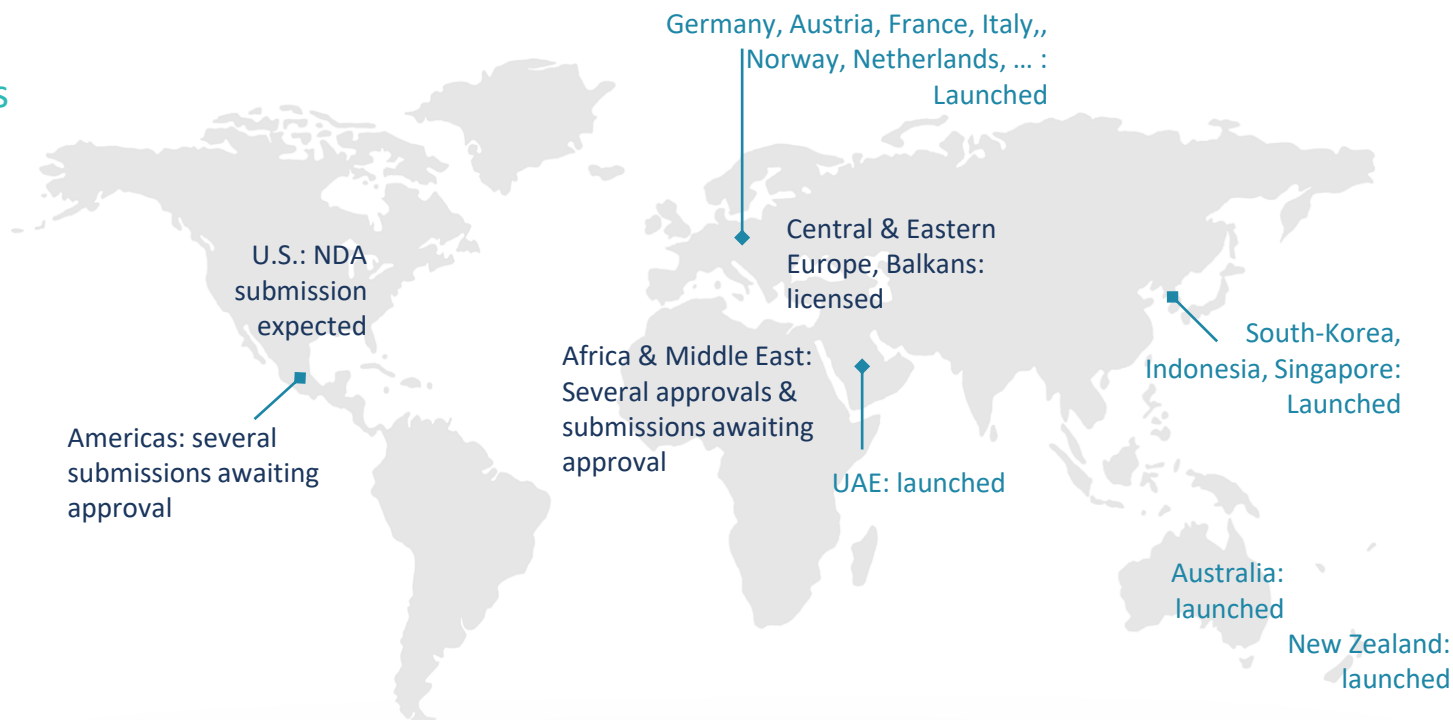 Germany, Austria, France, Italy,,
Norway, Netherlands, ... :
Launched
S
Central & Eastern
Europe, Balkans:
licensed
U.S.: NDA
submission
expected
South-Korea,
Indonesia, Singapore:
Launched
Africa & Middle East:
Several approvals &
submissions awaiting
approval
Americas: several
submissions awaiting
approval
UAE: launched
Australia:
launched
New Zealand:
launched